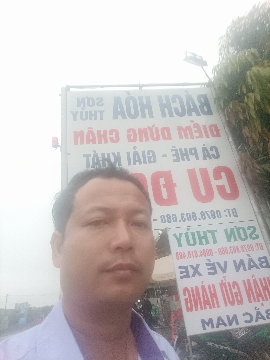 BÁCH HÓA SƠN THỦY
ĐIỂM DỪNG CHÂN
CÀ PHÊ - GIẢI KHÁT
CU Đ
SƠN THỦY
BÁN VÉ XE
NHẬN GỬI HÀNG
BẮC NAM